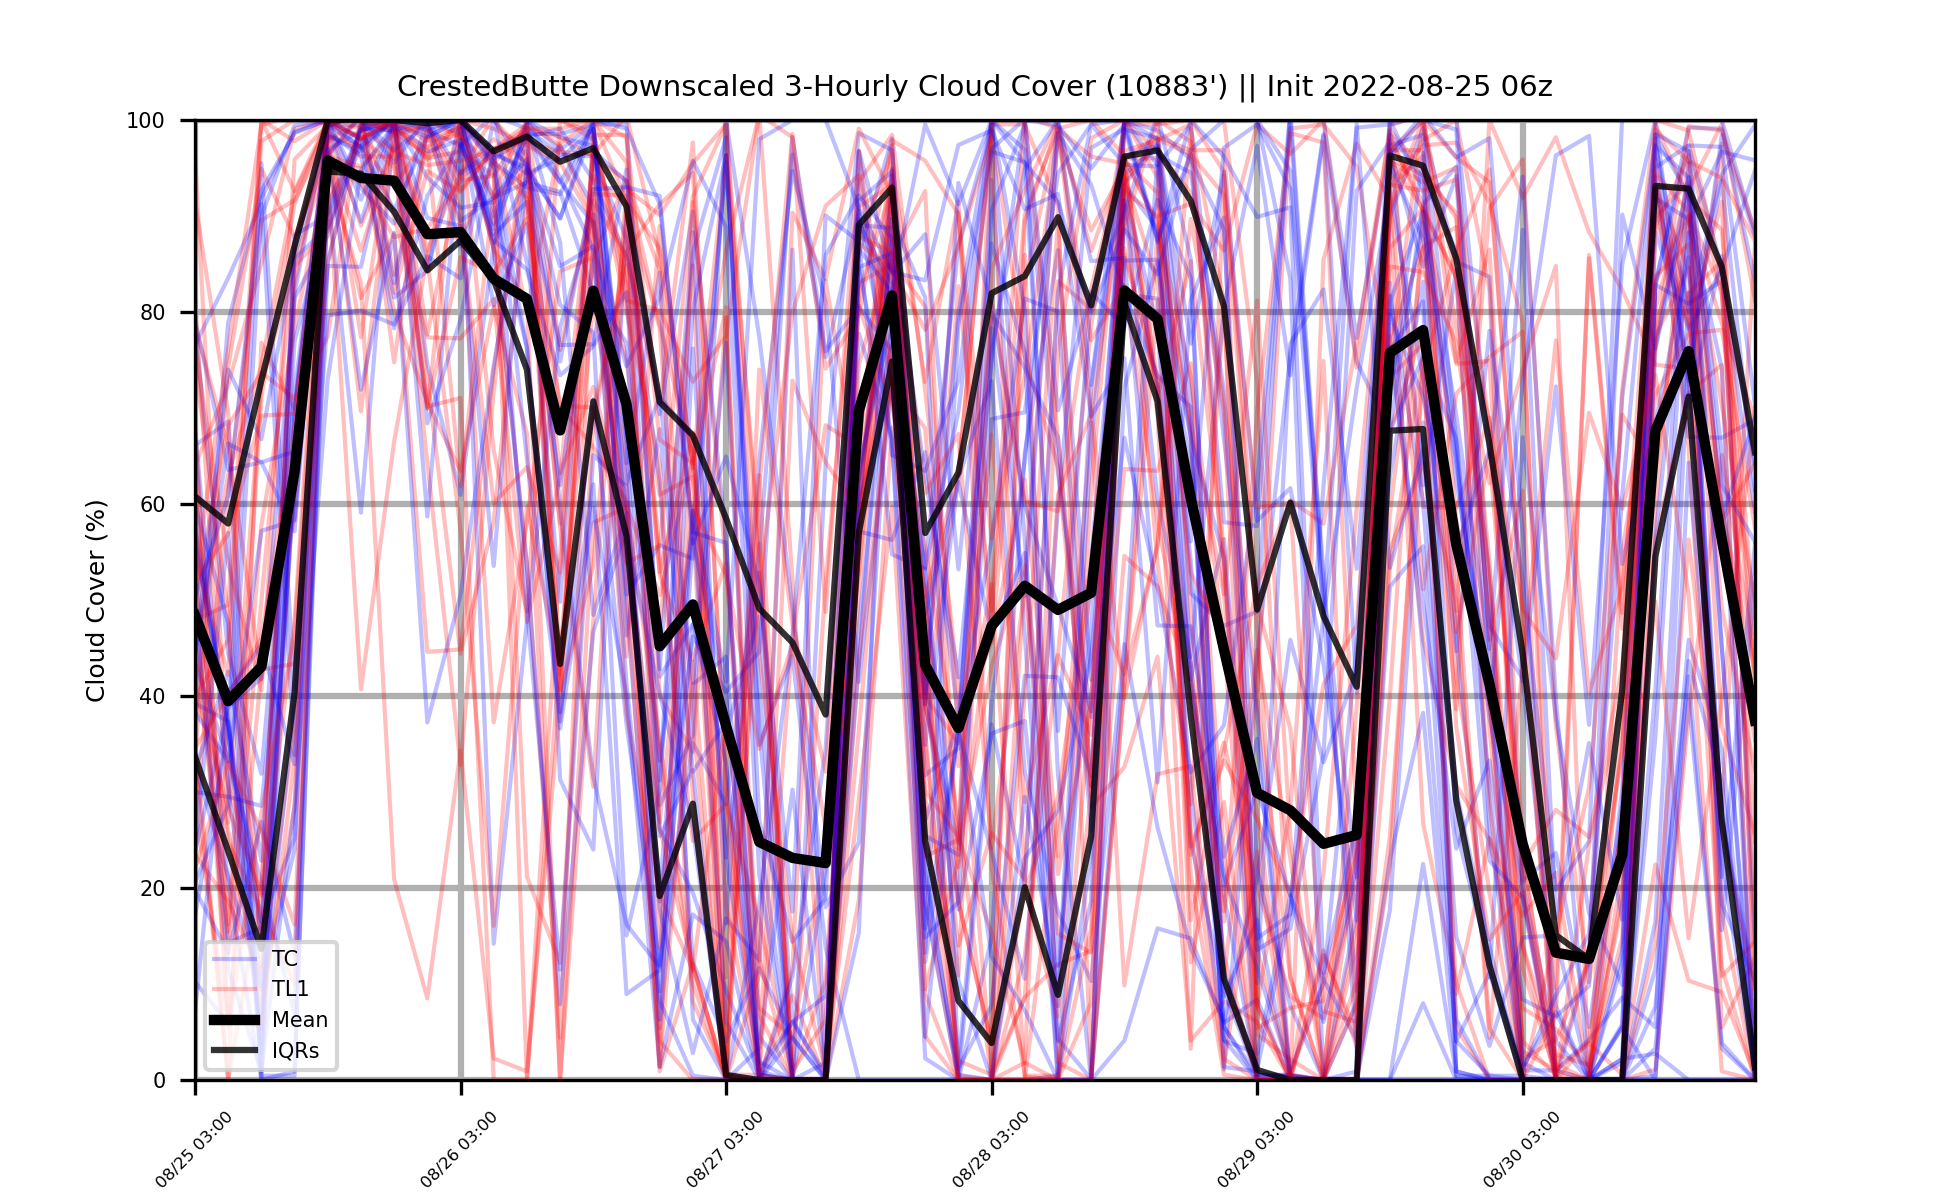 CrestedButte Downscaled 3-Hourly Cloud Cover (10883') || Init 2022-08-25 06z
Cloud Cover (%)
100
80
60
40
20
0
TC
TL1
Mean
IQRs
08/25 03:00
08/26 03:00
08/27 03:00
08/28 03:00
08/29 03:00
08/30 03:00